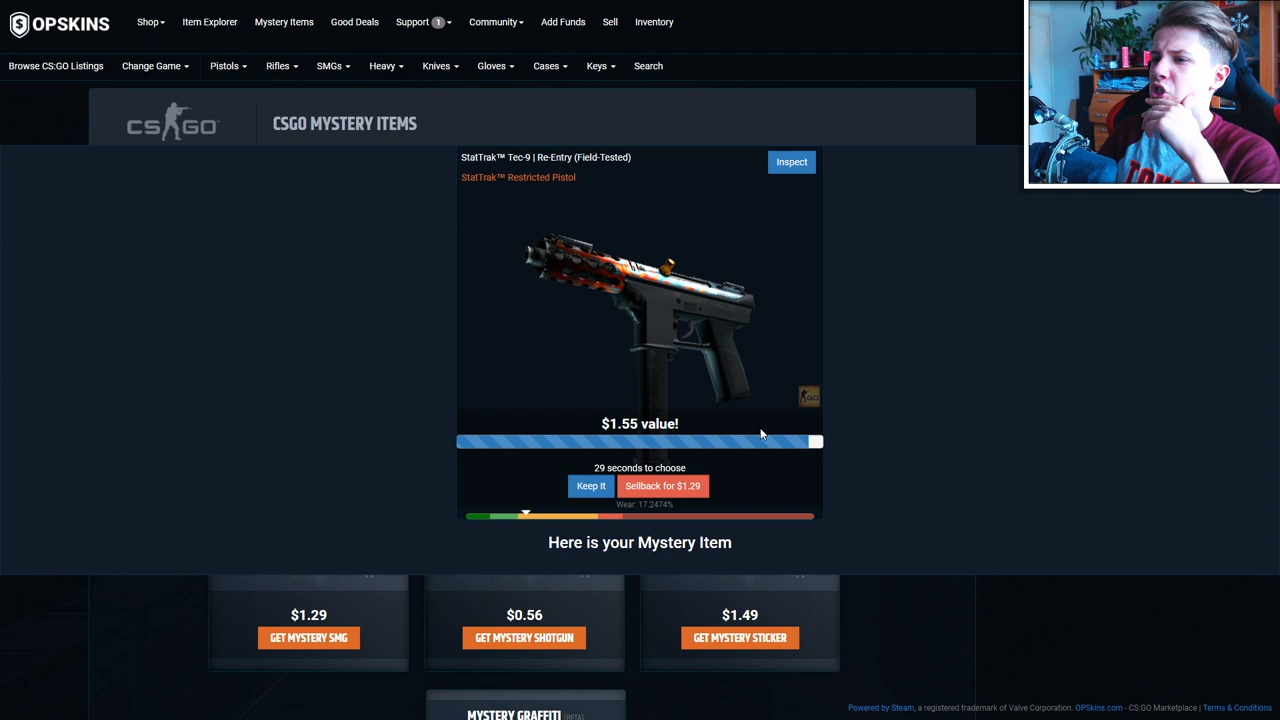 OPSKINS
Shop
Item Explorer
Mystery Items
Good Deals
Support 1
Community
Add Funds
Sell
Inventory
Browse CS:GO Listings
Change Game
Pistols
Rifles
SMGs
Heavy
Knives
Gloves
Cases
Keys
Search
CS GO
CSGO MYSTERY ITEMS
StatTrak™ Tec-9 | Re-Entry (Field-Tested)
Inspect
StatTrak™ Restricted Pistol
$1.55 value!
29 seconds to choose
Keep It
Sellback for $1.29
Wear: 17.2474%
Here is your Mystery Item
$1.29
$0.56
$1.49
GET MYSTERY SMG
GET MYSTERY SHOTGUN
GET MYSTERY STICKER
MYSTERY GRAFFITI (BETA)
Powered by Steam, a registered trademark of Valve Corporation. OPSkins.com - CS:GO Marketplace | Terms & Conditions